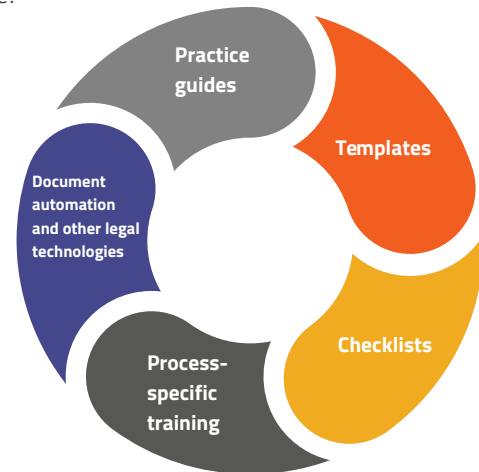 Practice
guides
Templates
Checklists
Process-
specific
training
Document
automation
and other legal
technologies